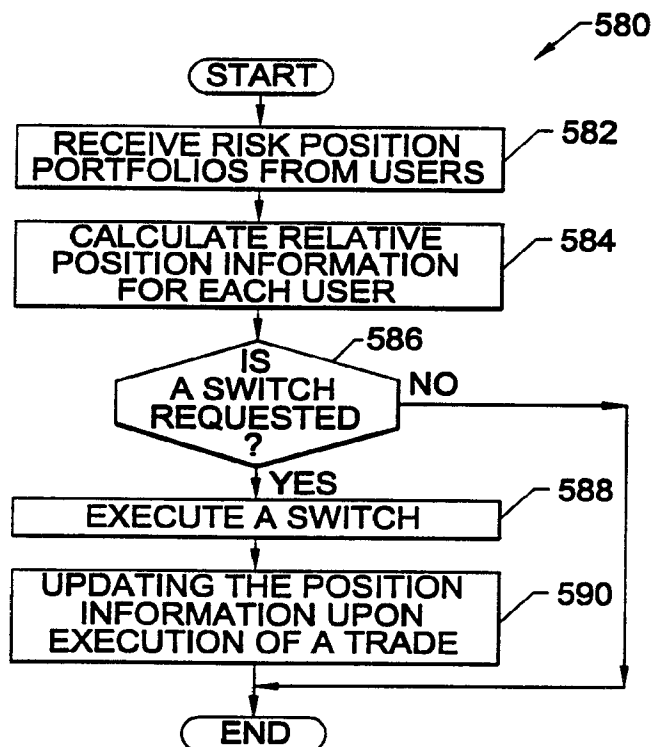 580
START
RECEIVE RISK POSITION
PORTFOLIOS FROM USERS
582
CALCULATE RELATIVE
POSITION INFORMATION
FOR EACH USER
584
586
IS
A SWITCH
REQUESTED
?
NO
YES
EXECUTE A SWITCH
588
UPDATING THE POSITION
INFORMATION UPON
EXECUTION OF A TRADE
590
END